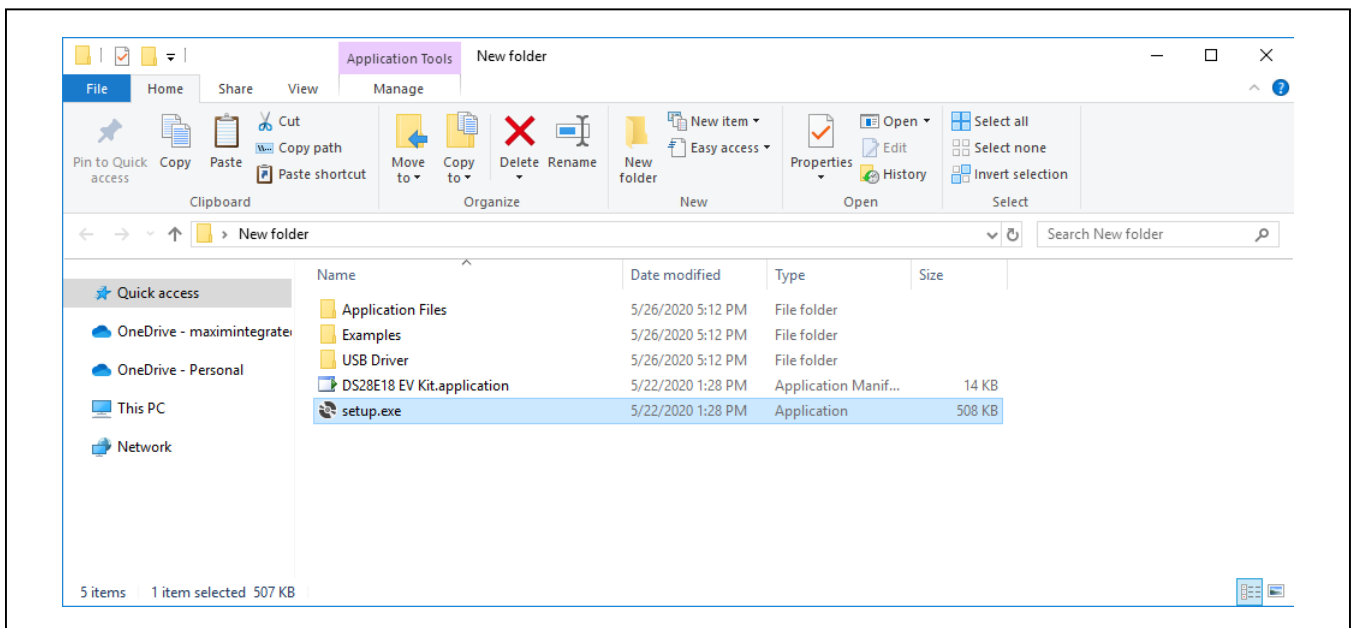 Application Tools New folder
File Home Share View Manage
Pin to Quick access
Copy
Paste
Cut
Copy path
Paste shortcut
Clipboard
Move to
Copy to
Delete
Rename
Organize
New folder
New item
Easy access
New
Properties
Open
Edit
History
Open
Select all
Select none
Invert selection
Select
New folder
Search New folder
Quick access
OneDrive - maximintegrate
OneDrive - Personal
This PC
Network
Name Date modified Type Size
Application Files 5/26/2020 5:12 PM File folder
Examples 5/26/2020 5:12 PM File folder
USB Driver 5/26/2020 5:12 PM File folder
DS28E18 EV Kit.application 5/22/2020 1:28 PM Application Manif... 14 KB
setup.exe 5/22/2020 1:28 PM Application 508 KB
5 items 1 item selected 507 KB